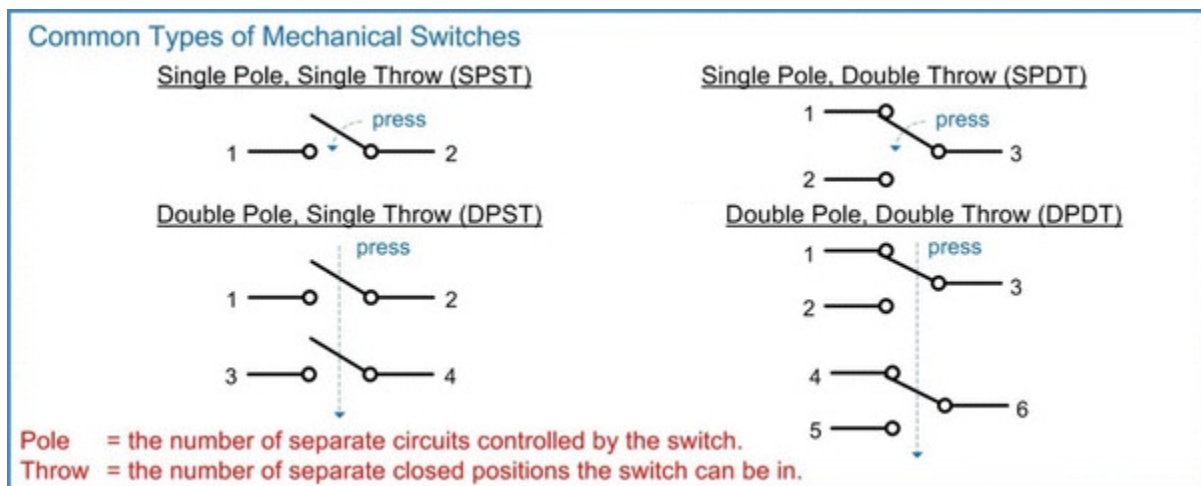 Common Types of Mechanical Switches
Single Pole, Single Throw (SPST)
press
1
2
Single Pole, Double Throw (SPDT)
1
press
3
2
Double Pole, Single Throw (DPST)
press
1
2
3
4
Double Pole, Double Throw (DPDT)
1
press
3
2
4
6
5
Pole = the number of separate circuits controlled by the switch.
Throw = the number of separate closed positions the switch can be in.